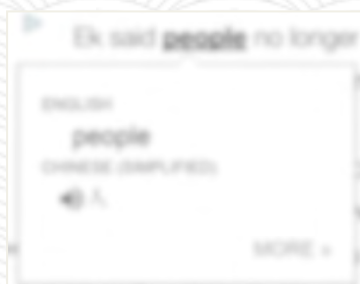 Ek said people no longer
ENGLISH
people
CHINESE (SIMPLIFIED)
人
MORE »